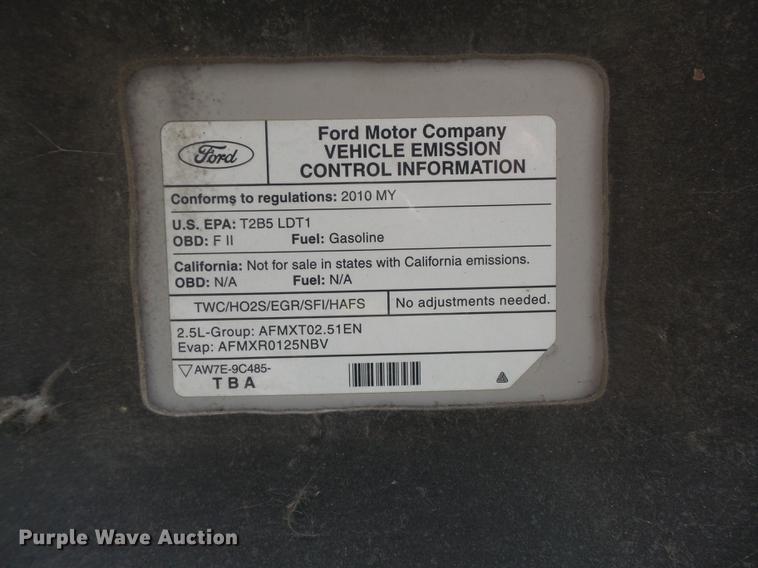 Ford
Ford Motor Company
VEHICLE EMISSION
CONTROL INFORMATION
Conforms to regulations: 2010 MY
U.S. EPA: T2B5 LDT1
OBD: F II Fuel: Gasoline
California: Not for sale in states with California emissions.
OBD: N/A Fuel: N/A
TWC/HO2S/EGR/SFI/HAFS No adjustments needed.
2.5L-Group: AFMXT02.51EN
Evap: AFMXR0125NBV
AW7E-9C485-
TBA
Purple Wave Auction